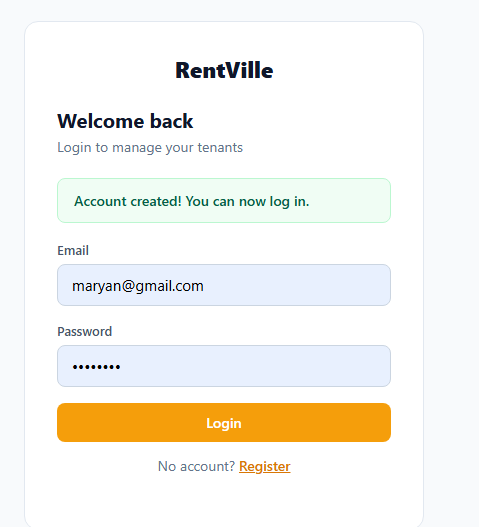 RentVille
Welcome back
Login to manage your tenants
Account created! You can now log in.
Email
maryan@gmail.com
Password
••••••••
Login
No account? Register